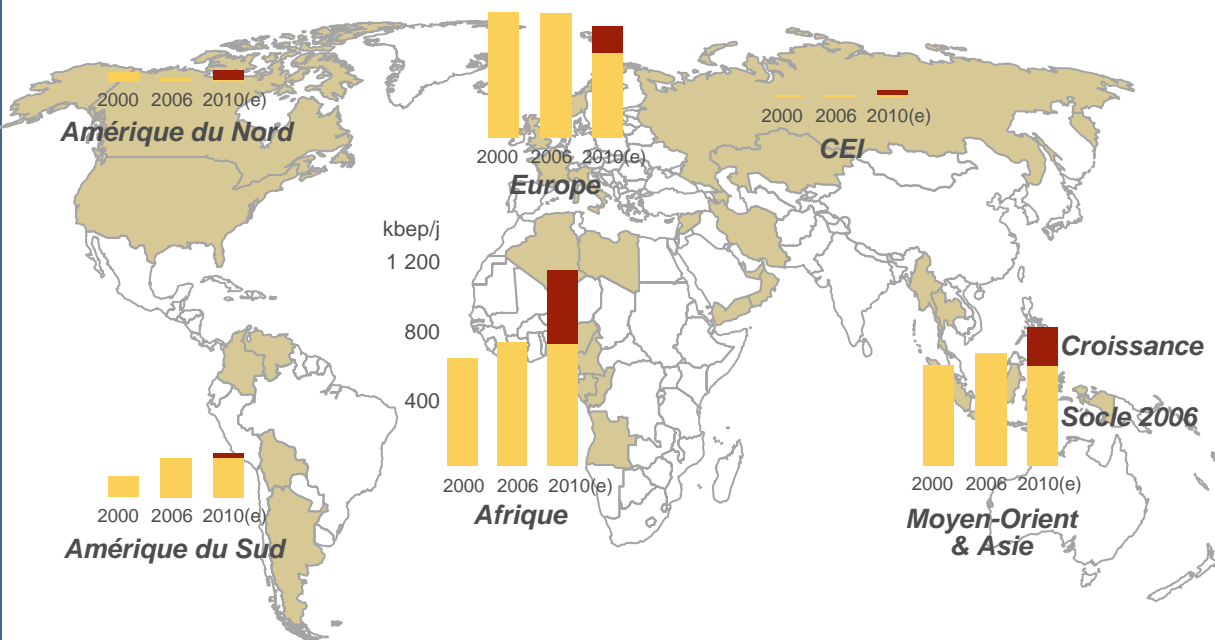 2000 2006 2010(e)
Amérique du Nord
2000 2006 2010(e)
Europe
2000 2006 2010(e)
CEI
kbep/j
1 200
800
400
2000 2006 2010(e)
Afrique
2000 2006 2010(e)
Amérique du Sud
Croissance
Socle 2006
2000 2006 2010(e)
Moyen-Orient
& Asie